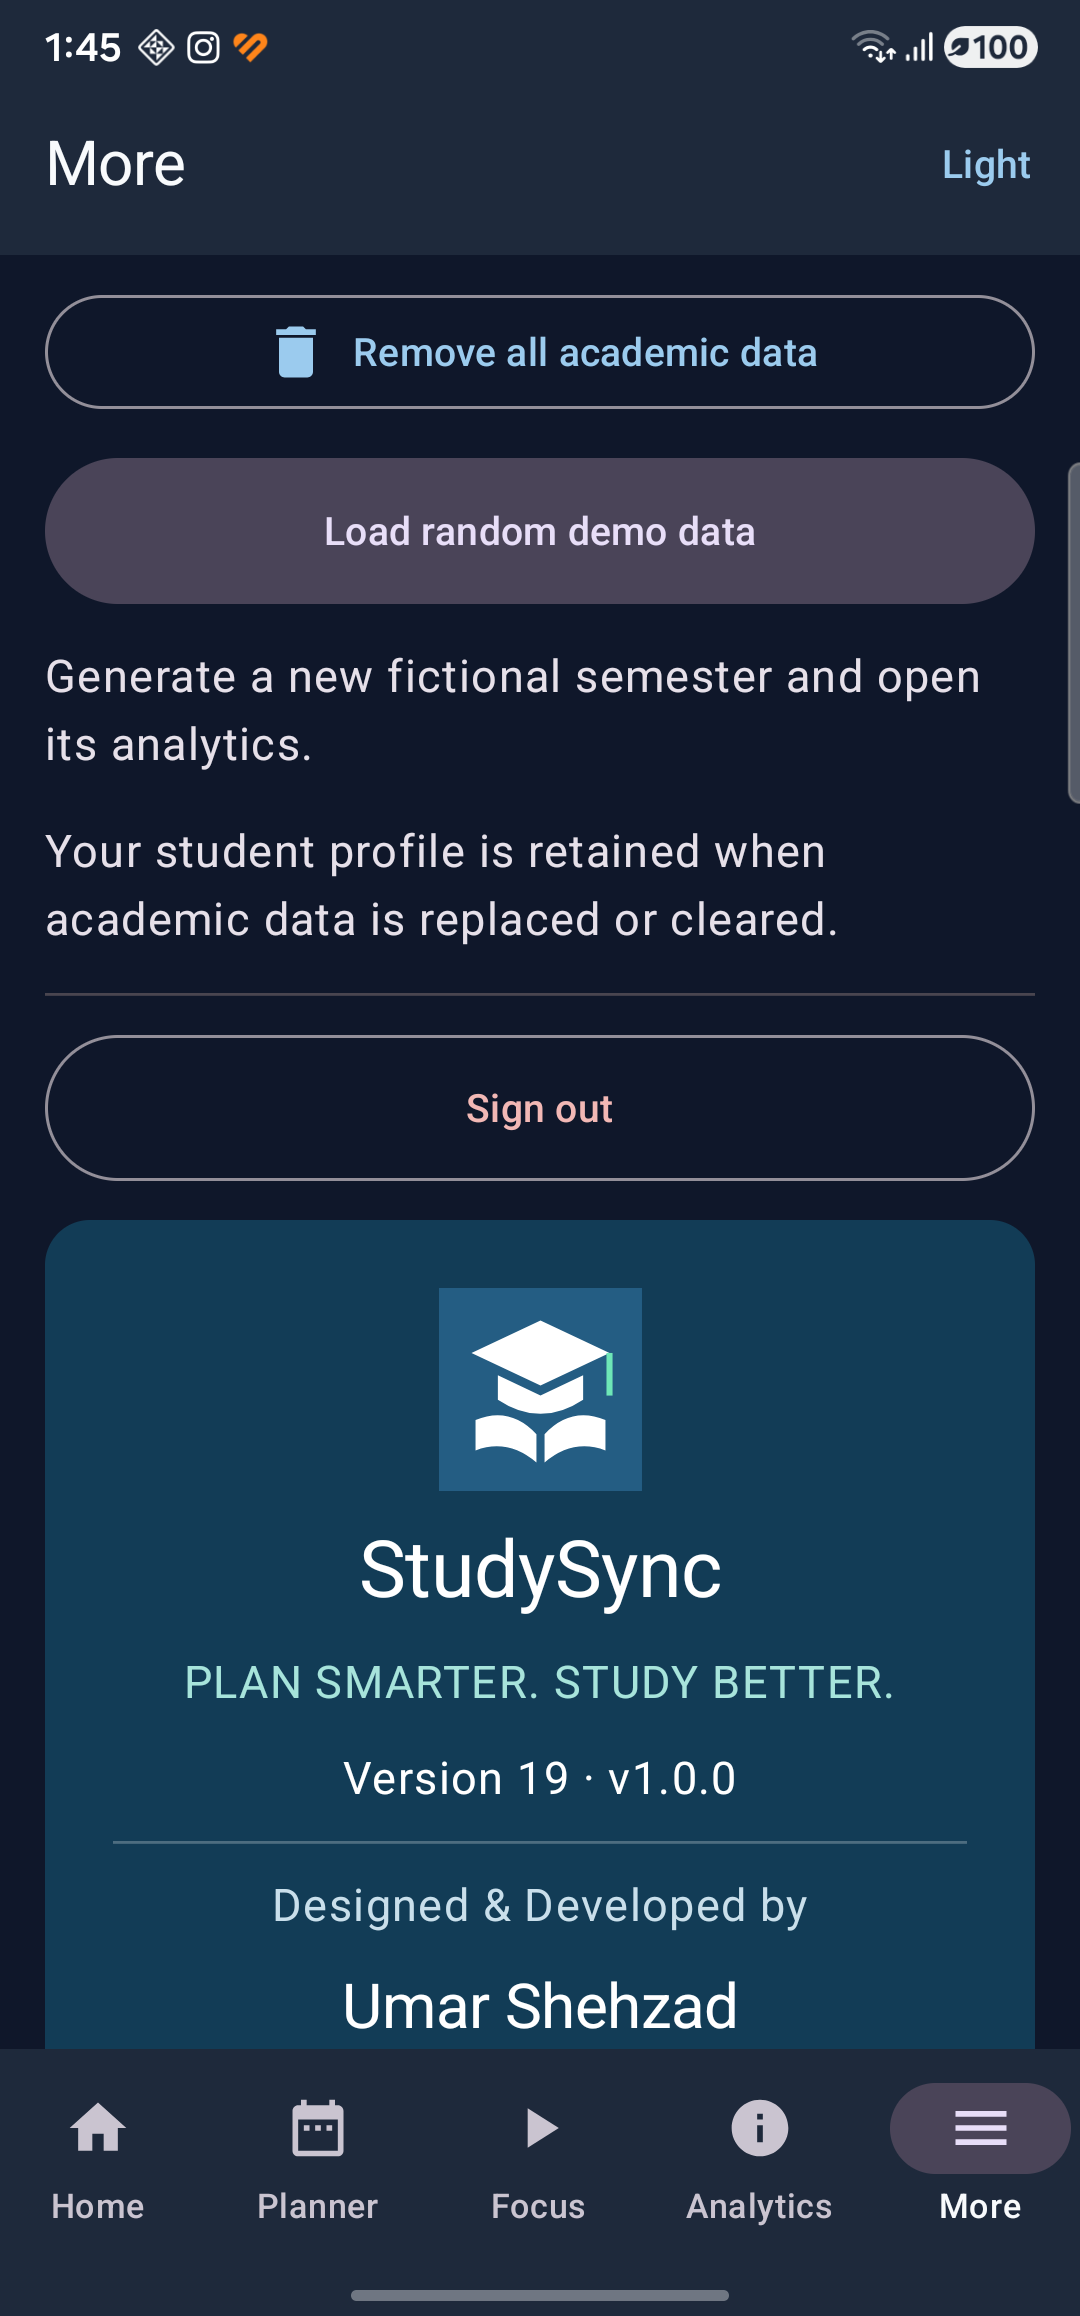 1:45
100
More
Light
Remove all academic data
Load random demo data
Generate a new fictional semester and open
its analytics.
Your student profile is retained when
academic data is replaced or cleared.
Sign out
StudySync
PLAN SMARTER. STUDY BETTER.
Version 19 · v1.0.0
Designed & Developed by
Umar Shehzad
Home
Planner
Focus
Analytics
More